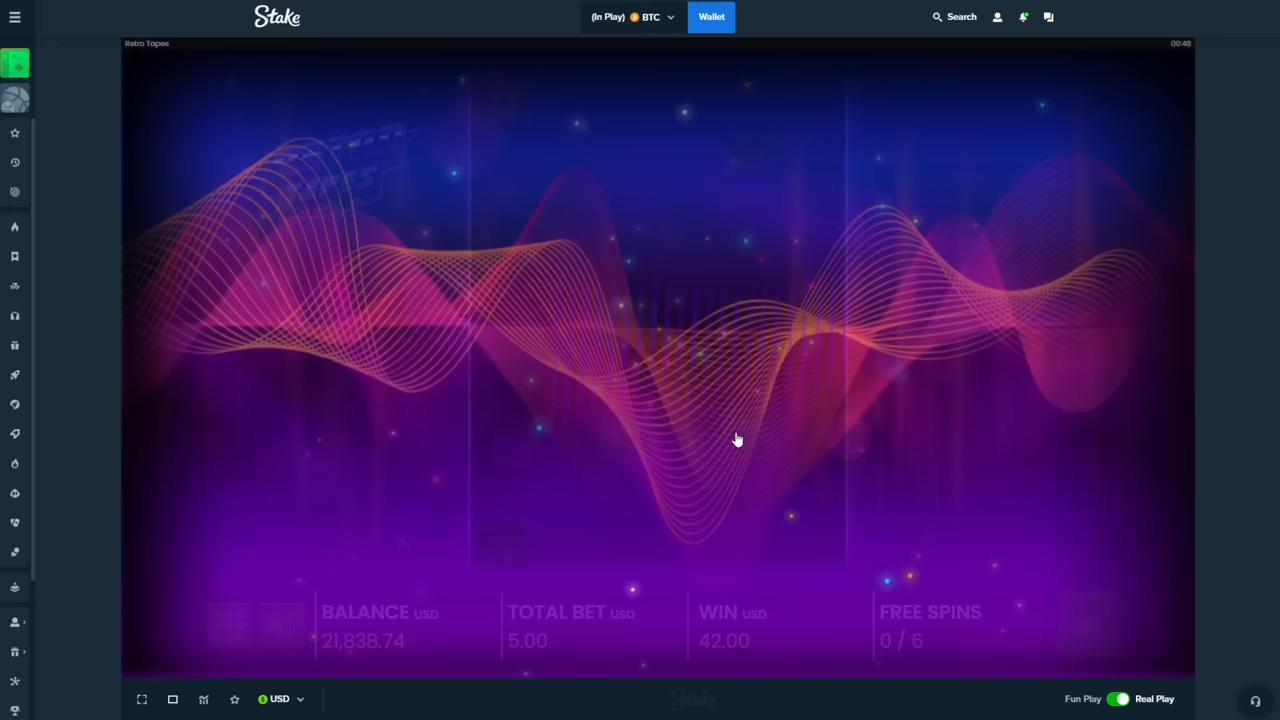 Stake
(In Play) BTC
Wallet
Search
Retro Tapes
00:48
BALANCE USD
21,838.74
TOTAL BET USD
5.00
WIN USD
42.00
FREE SPINS
0 / 6
USD
Stake
Fun Play
Real Play